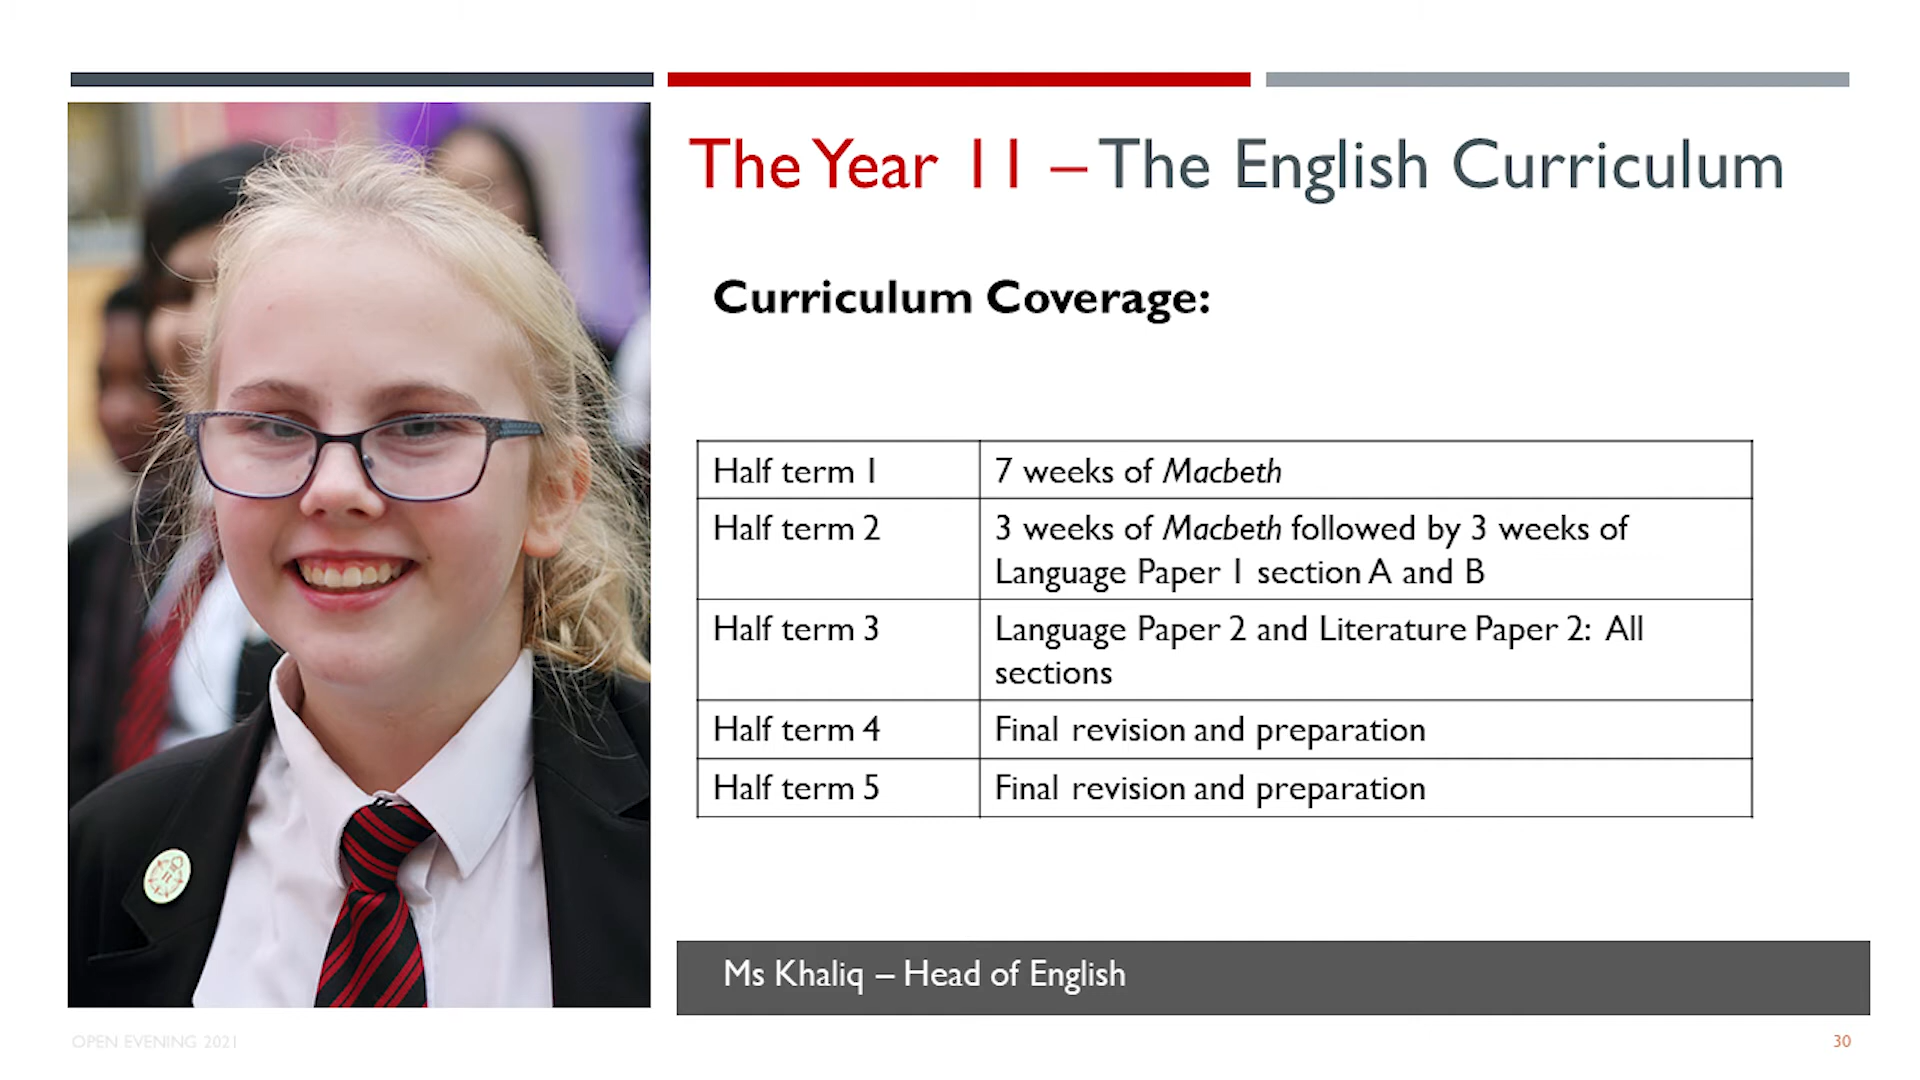 The Year 11 – The English Curriculum
Curriculum Coverage:
Half term 1
7 weeks of Macbeth
Half term 2
3 weeks of Macbeth followed by 3 weeks of
Language Paper 1 section A and B
Half term 3
Language Paper 2 and Literature Paper 2: All
sections
Half term 4
Final revision and preparation
Half term 5
Final revision and preparation
Ms Khaliq – Head of English
OPEN EVENING 2021
30